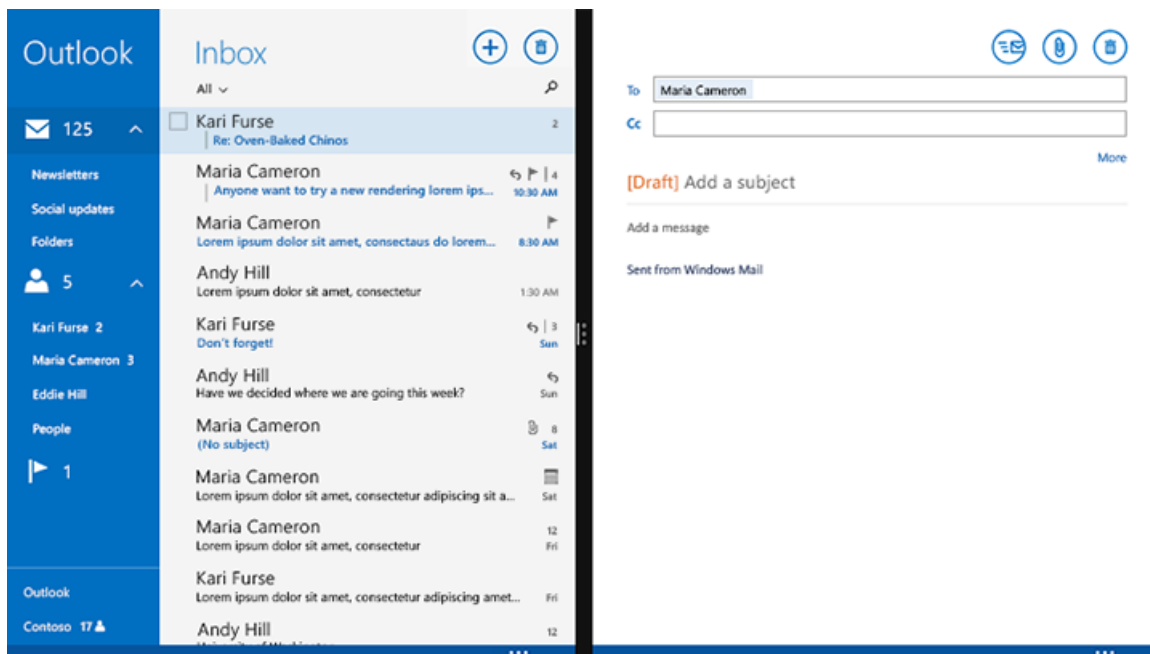 Outlook
125
Newsletters
Social updates
Folders
5
Kari Furse 2
Maria Cameron 3
Eddie Hill
People
1
Outlook
Contoso 17
Inbox
All
Kari Furse 2
Re: Oven-Baked Chinos
Maria Cameron 4
Anyone want to try a new rendering lorem ips... 10:30 AM
Maria Cameron
Lorem ipsum dolor sit amet, consectaus do lorem... 8:30 AM
Andy Hill
Lorem ipsum dolor sit amet, consectetur 1:30 AM
Kari Furse 3
Don't forget! Sun
Andy Hill
Have we decided where we are going this week? Sun
Maria Cameron 8
(No subject) Sat
Maria Cameron
Lorem ipsum dolor sit amet, consectetur adipiscing sit a... Sat
Maria Cameron 12
Lorem ipsum dolor sit amet, consectetur Fri
Kari Furse
Lorem ipsum dolor sit amet, consectetur adipiscing amet... Fri
Andy Hill 12
To Maria Cameron
Cc
More
[Draft] Add a subject
Add a message
Sent from Windows Mail